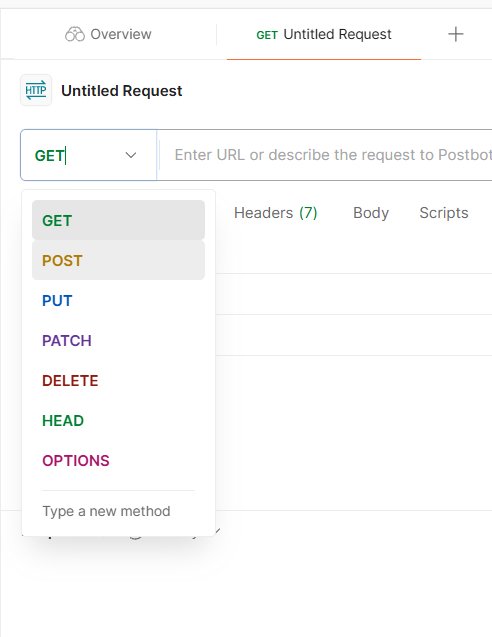 Overview
GET Untitled Request
HTTP
Untitled Request
GET
Enter URL or describe the request to Postbot
Headers (7)
Body
Scripts
GET
POST
PUT
PATCH
DELETE
HEAD
OPTIONS
Type a new method